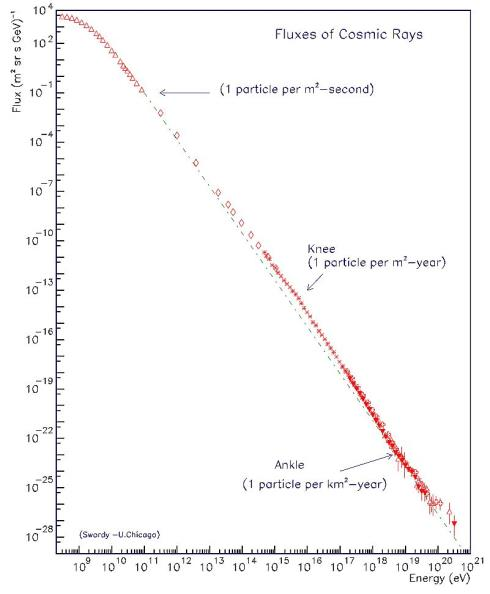 Fluxes of Cosmic Rays
Flux (m² sr s GeV)⁻¹
10⁴
10²
10⁻¹
10⁻⁴
10⁻⁷
10⁻¹⁰
10⁻¹³
10⁻¹⁶
10⁻¹⁹
10⁻²²
10⁻²⁵
10⁻²⁸
(1 particle per m²−second)
Knee
(1 particle per m²−year)
Ankle
(1 particle per km²−year)
(Swordy −U.Chicago)
10⁹ 10¹⁰ 10¹¹ 10¹² 10¹³ 10¹⁴ 10¹⁵ 10¹⁶ 10¹⁷ 10¹⁸ 10¹⁹ 10²⁰ 10²¹
Energy (eV)